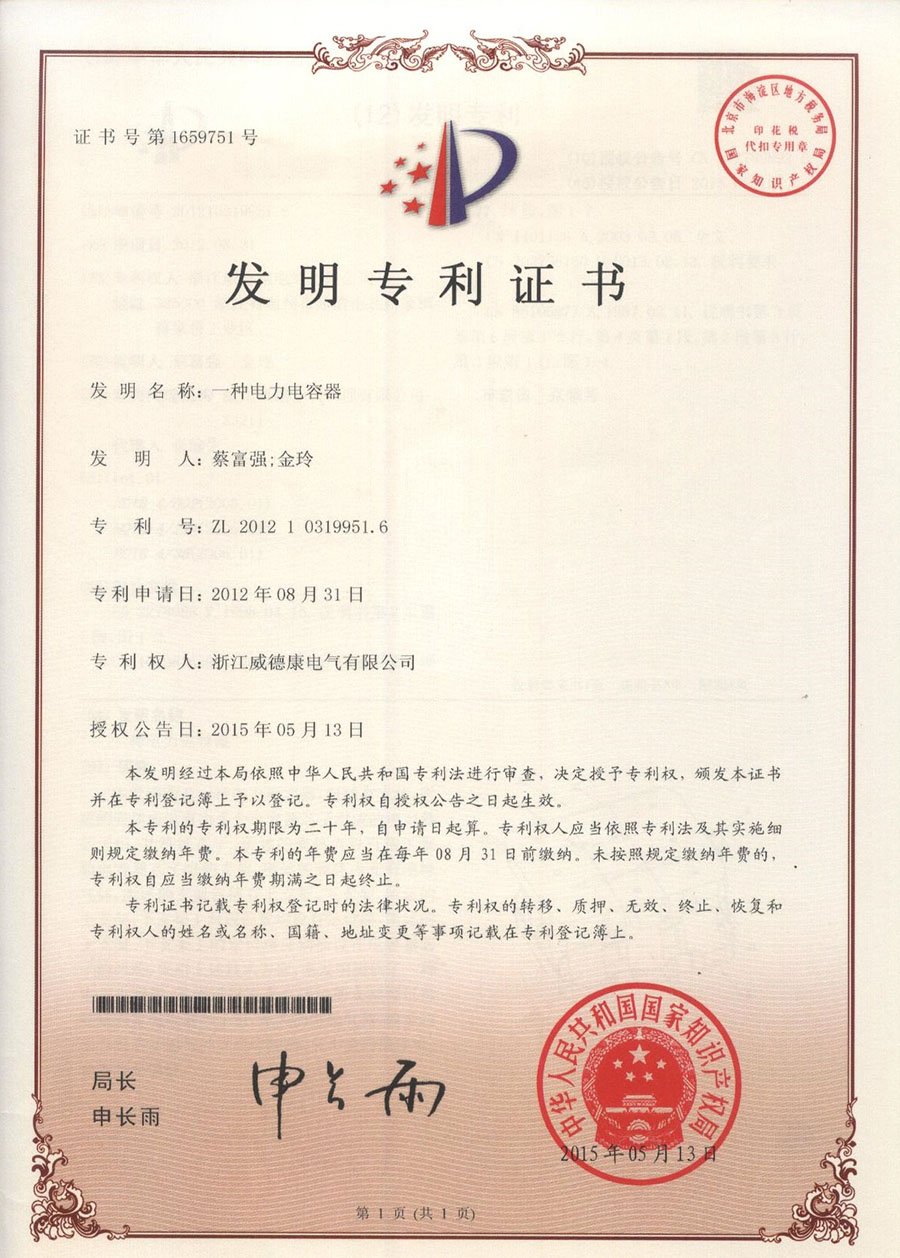 证书号第1659751号
北京市海淀区地方税务局
印花税
代扣专用章
国家知识产权局
发明专利证书
发明名称：一种电力电容器
发明人：蔡富强;金玲
专利号：ZL 2012 1 0319951.6
专利申请日：2012年08月31日
专利权人：浙江威德康电气有限公司
授权公告日：2015年05月13日
本发明经过本局依照中华人民共和国专利法进行审查，决定授予专利权，颁发本证书
并在专利登记簿上予以登记。专利权自授权公告之日起生效。
本专利的专利权期限为二十年，自申请日起算。专利权人应当依照专利法及其实施细
则规定缴纳年费。本专利的年费应当在每年08月31日前缴纳。未按照规定缴纳年费的，
专利权自应当缴纳年费期满之日起终止。
专利证书记载专利权登记时的法律状况。专利权的转移、质押、无效、终止、恢复和
专利权人的姓名或名称、国籍、地址变更等事项记载在专利登记簿上。
局长
申长雨
申长雨
中华人民共和国国家知识产权局
2015年05月13日
第1页(共1页)